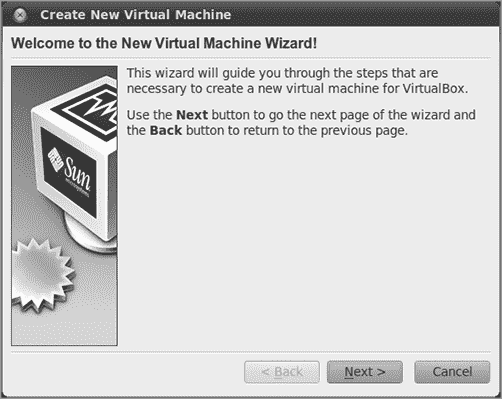 Create New Virtual Machine
Welcome to the New Virtual Machine Wizard!
This wizard will guide you through the steps that are
necessary to create a new virtual machine for VirtualBox.
Use the Next button to go the next page of the wizard and
the Back button to return to the previous page.
Sun
microsystems
< Back
Next >
Cancel